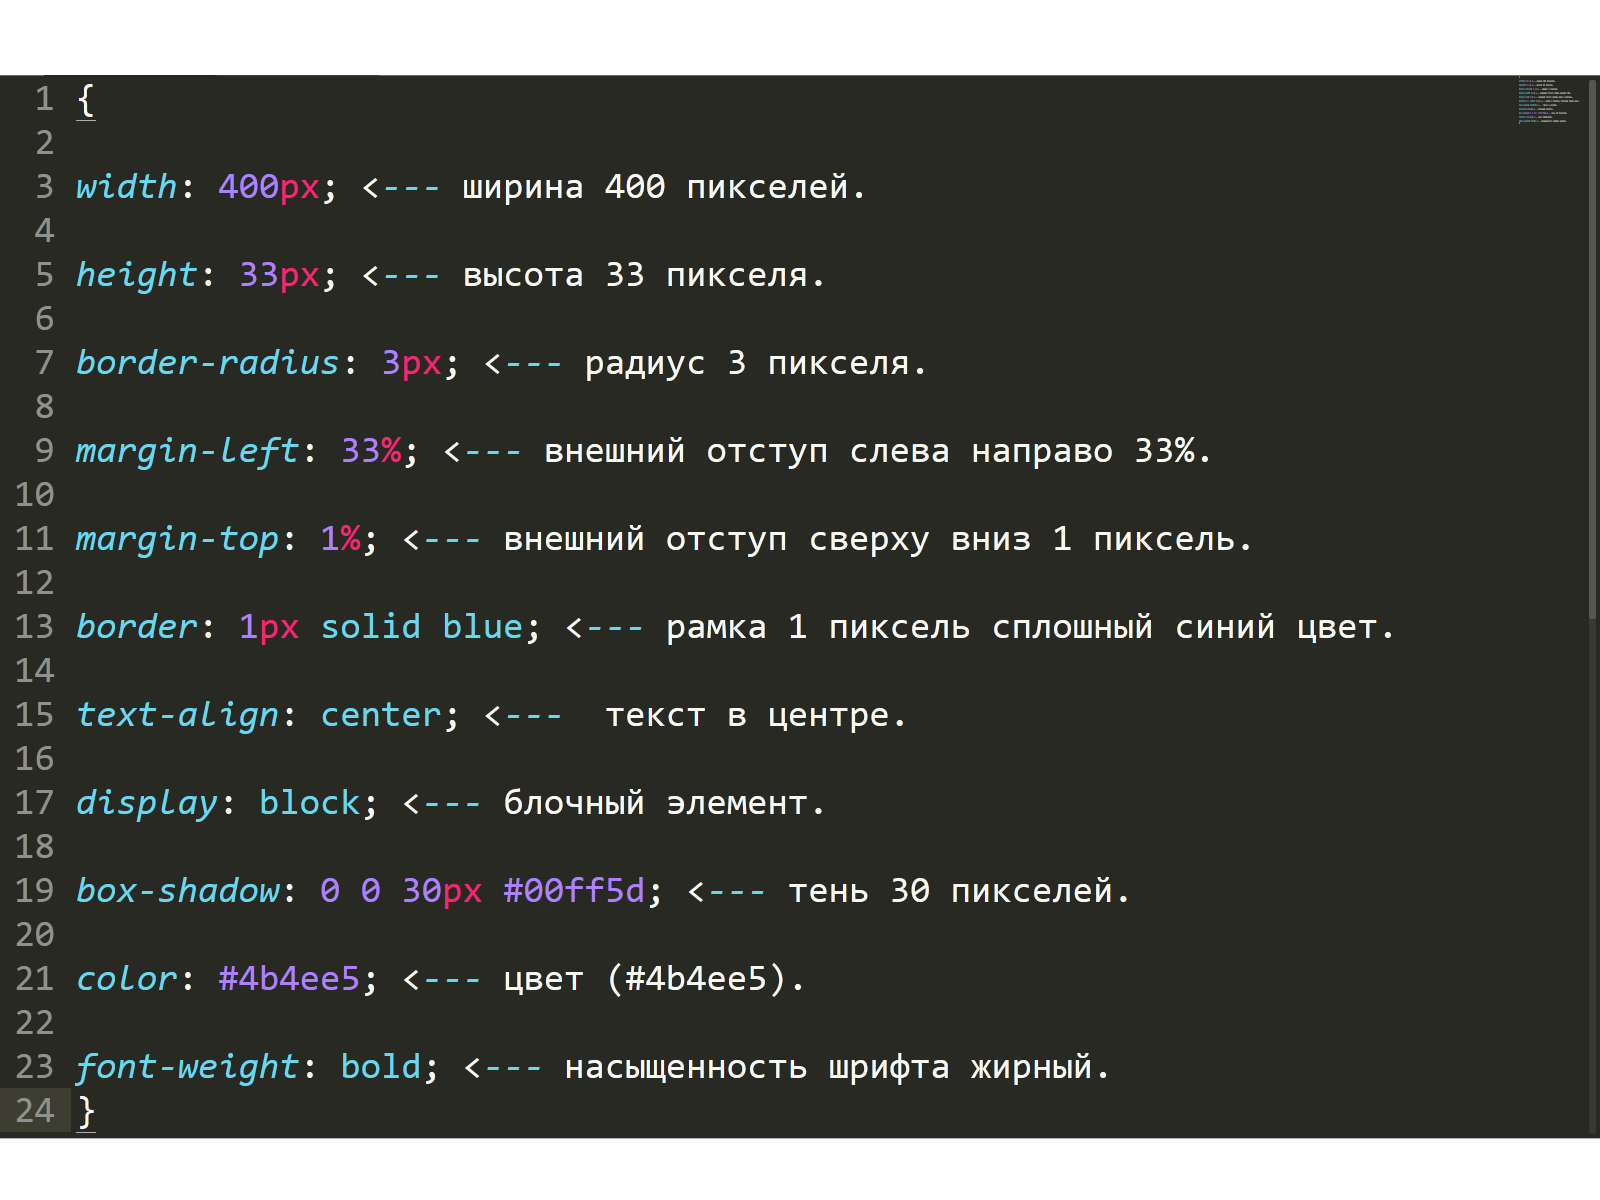 1 {
2
3 width: 400px; <--- ширина 400 пикселей.
4
5 height: 33px; <--- высота 33 пикселя.
6
7 border-radius: 3px; <--- радиус 3 пикселя.
8
9 margin-left: 33%; <--- внешний отступ слева направо 33%.
10
11 margin-top: 1%; <--- внешний отступ сверху вниз 1 пиксель.
12
13 border: 1px solid blue; <--- рамка 1 пиксель сплошный синий цвет.
14
15 text-align: center; <---  текст в центре.
16
17 display: block; <--- блочный элемент.
18
19 box-shadow: 0 0 30px #00ff5d; <--- тень 30 пикселей.
20
21 color: #4b4ee5; <--- цвет (#4b4ee5).
22
23 font-weight: bold; <--- насыщенность шрифта жирный.
24 }